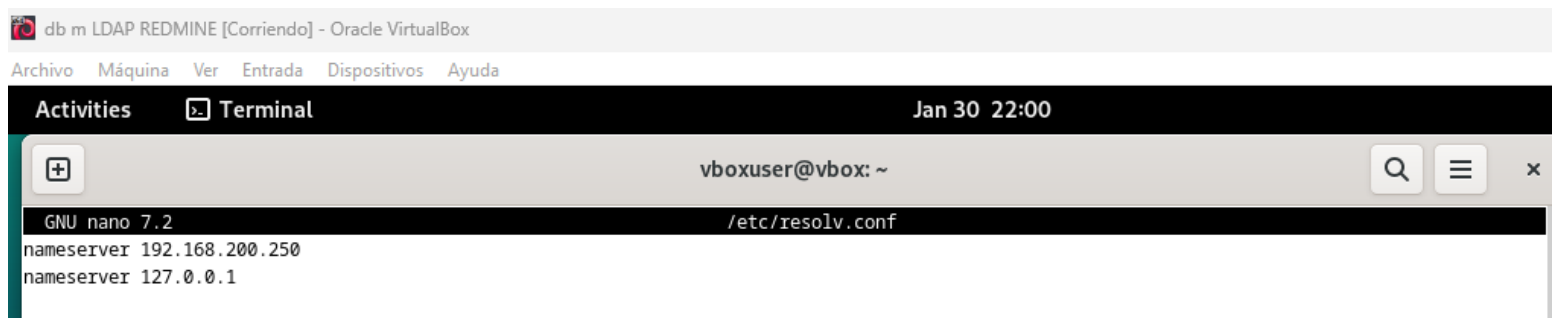 db m LDAP REDMINE [Corriendo] - Oracle VirtualBox
Archivo Máquina Ver Entrada Dispositivos Ayuda
Activities Terminal Jan 30 22:00
vboxuser@vbox: ~
GNU nano 7.2 /etc/resolv.conf
nameserver 192.168.200.250
nameserver 127.0.0.1